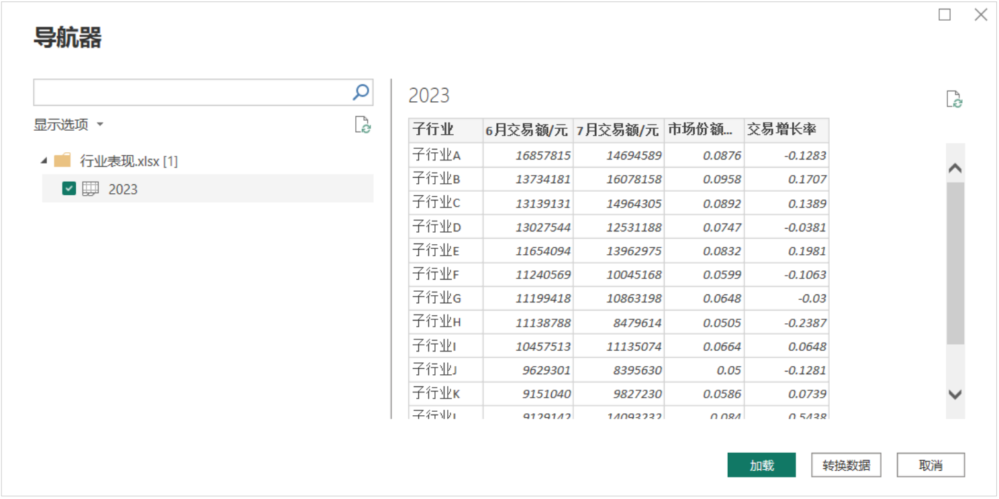 导航器
显示选项
行业表现.xlsx [1]
2023
2023
子行业 6月交易额/元 7月交易额/元 市场份额... 交易增长率
子行业A 16857815 14694589 0.0876 -0.1283
子行业B 13734181 16078158 0.0958 0.1707
子行业C 13139131 14964305 0.0892 0.1389
子行业D 13027544 12531188 0.0747 -0.0381
子行业E 11654094 13962975 0.0832 0.1981
子行业F 11240569 10045168 0.0599 -0.1063
子行业G 11199418 10863198 0.0648 -0.03
子行业H 11138788 8479614 0.0505 -0.2387
子行业I 10457513 11135074 0.0664 0.0648
子行业J 9629301 8395630 0.05 -0.1281
子行业K 9151040 9827230 0.0586 0.0739
子行业L 9129142 14093232 0.084 0.5438
加载 转换数据 取消